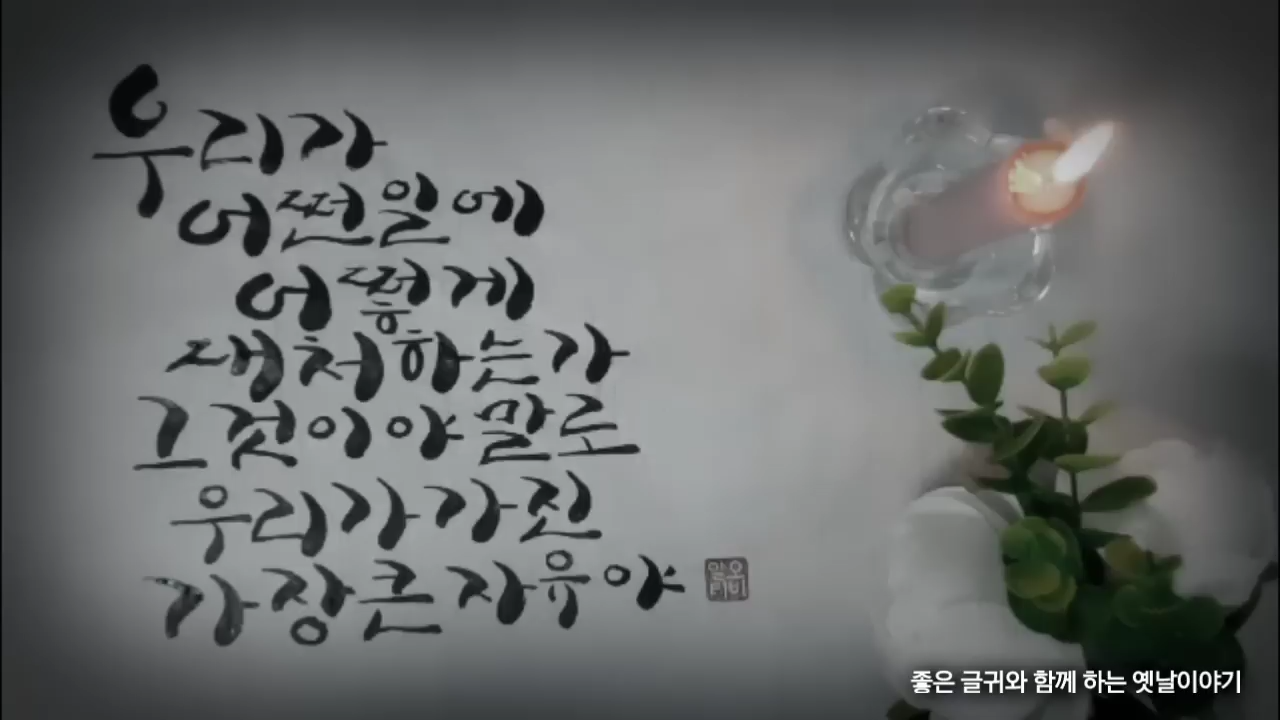 우리가
어쩐일에
어떻게
대처하는가
그것이야말로
우리가가진
가장큰자유야
좋은 글귀와 함께 하는 옛날이야기